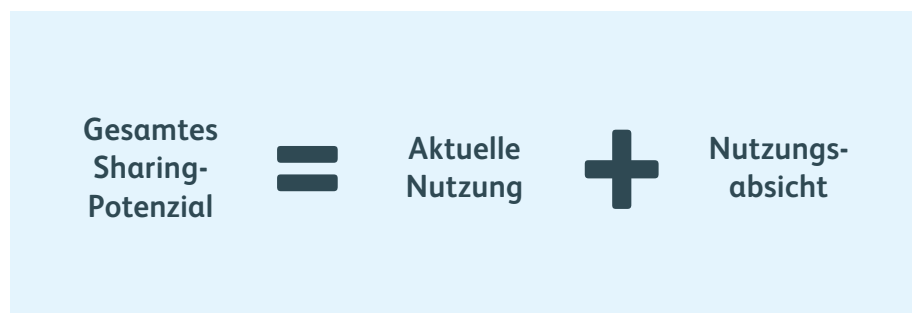 Gesamtes
Sharing-
Potenzial
=
Aktuelle
Nutzung
+
Nutzungs-
absicht